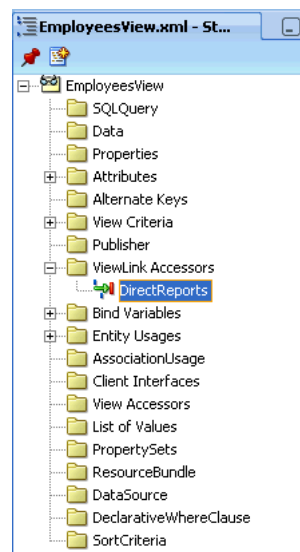 EmployeesView.xml - St...
EmployeesView
SQLQuery
Data
Properties
Attributes
Alternate Keys
View Criteria
Publisher
ViewLink Accessors
DirectReports
Bind Variables
Entity Usages
AssociationUsage
Client Interfaces
View Accessors
List of Values
PropertySets
ResourceBundle
DataSource
DeclarativeWhereClause
SortCriteria